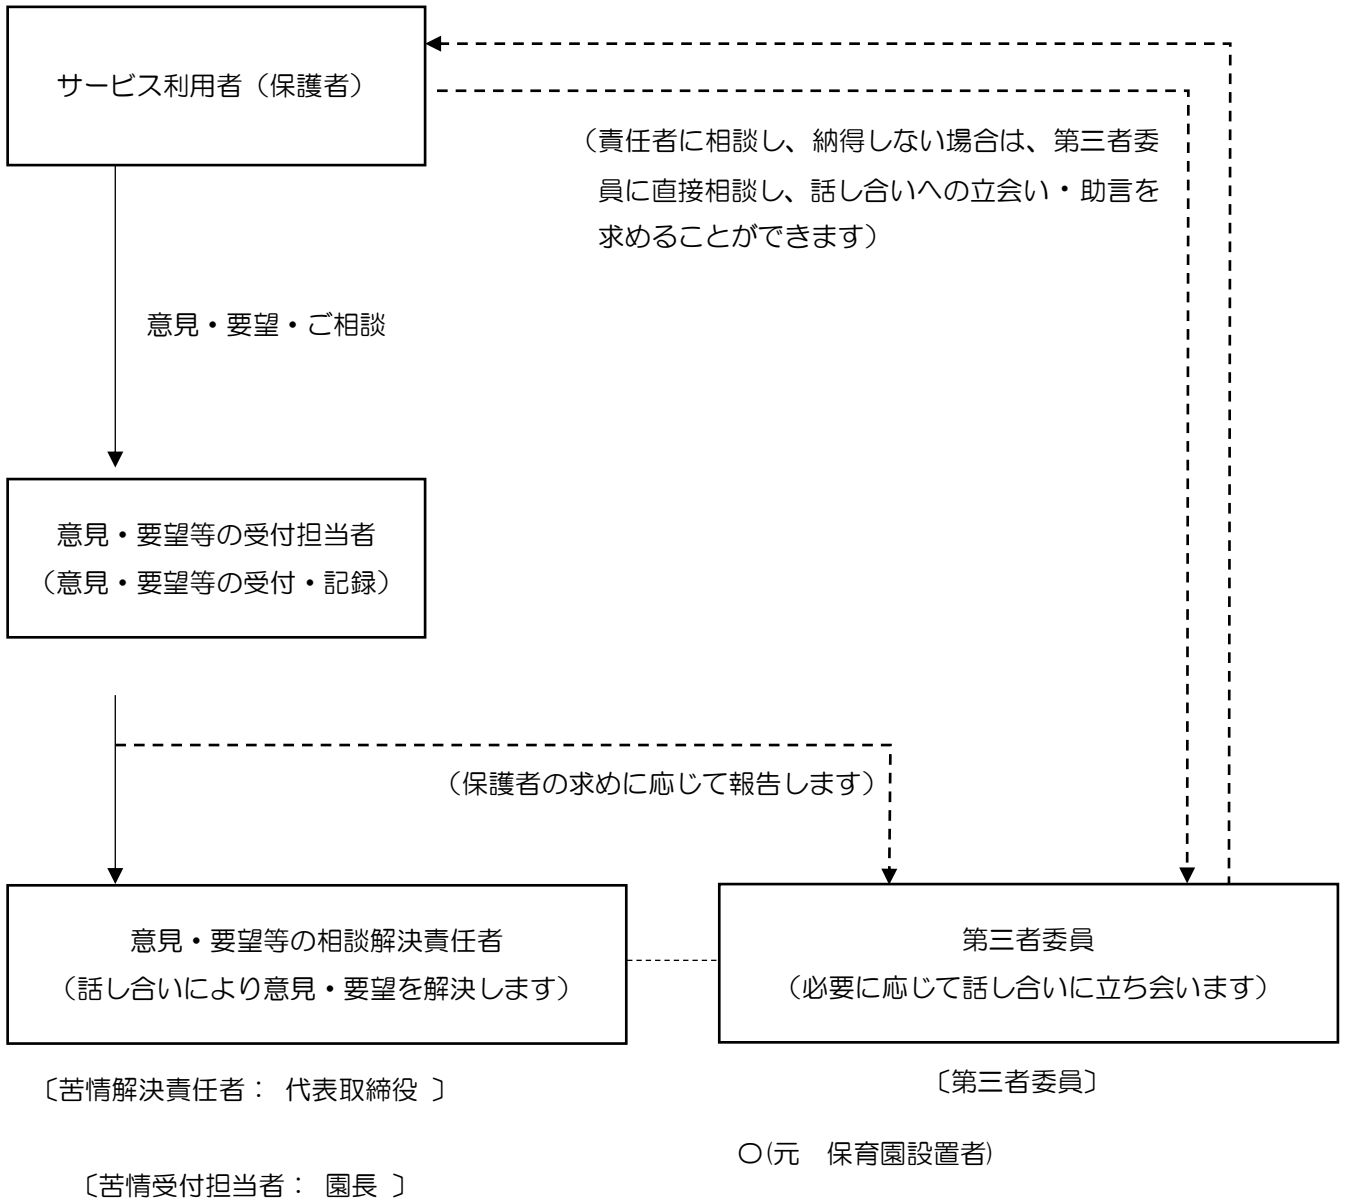 サービス利用者（保護者）
（責任者に相談し、納得しない場合は、第三者委
員に直接相談し、話し合いへの立会い・助言を
求めることができます）
意見・要望・ご相談
意見・要望等の受付担当者
（意見・要望等の受付・記録）
（保護者の求めに応じて報告します）
意見・要望等の相談解決責任者
（話し合いにより意見・要望を解決します）
第三者委員
（必要に応じて話し合いに立ち会います）
〔苦情解決責任者： 代表取締役 〕
〔第三者委員〕
〇(元　保育園設置者)
〔苦情受付担当者： 園長 〕